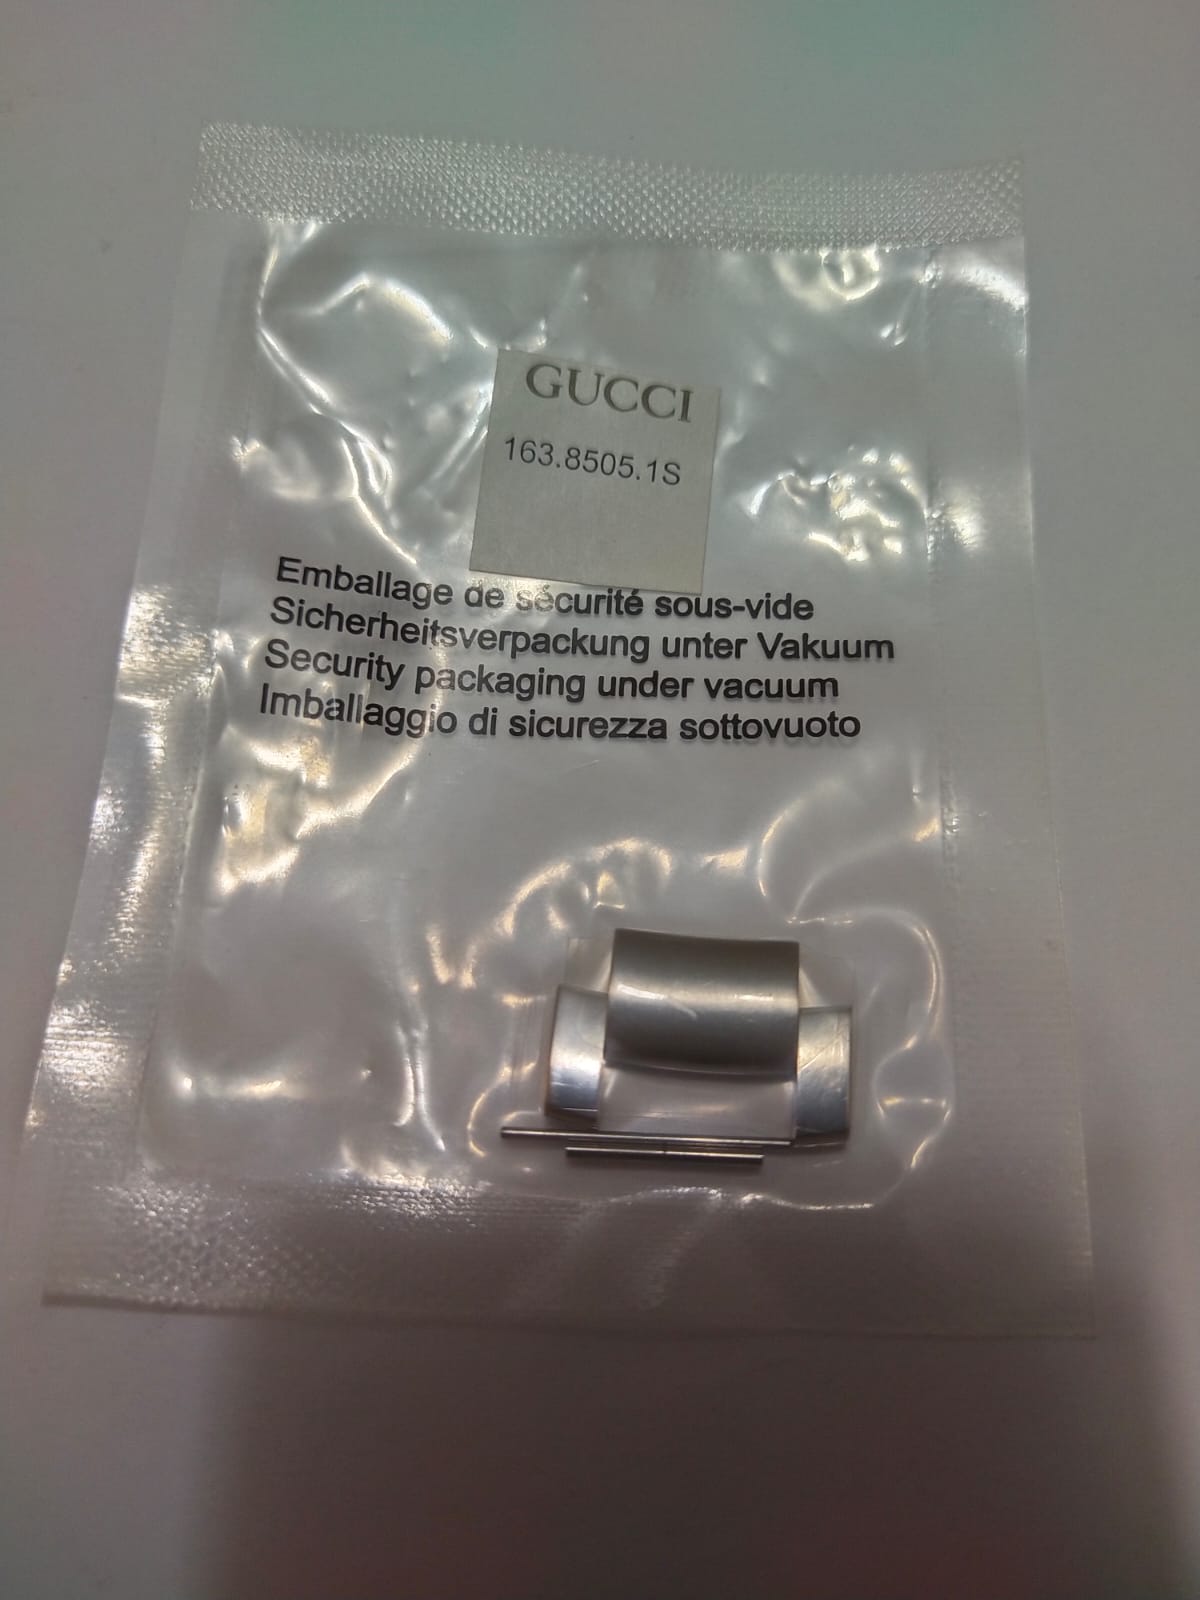 GUCCI
163.8505.1S
Emballage de sécurité sous-vide
Sicherheitsverpackung unter Vakuum
Security packaging under vacuum
Imballaggio di sicurezza sottovuoto